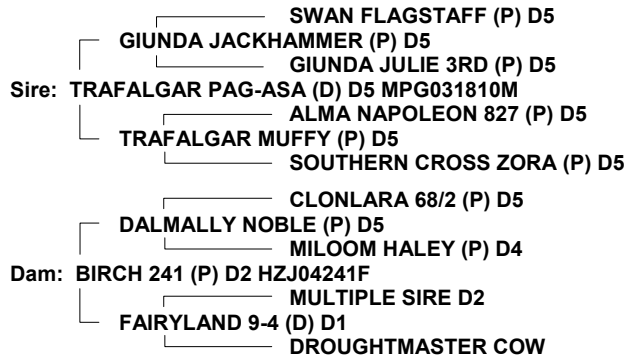 SWAN FLAGSTAFF (P) D5
GIUNDA JACKHAMMER (P) D5
GIUNDA JULIE 3RD (P) D5
Sire: TRAFALGAR PAG-ASA (D) D5 MPG031810M
ALMA NAPOLEON 827 (P) D5
TRAFALGAR MUFFY (P) D5
SOUTHERN CROSS ZORA (P) D5
CLONLARA 68/2 (P) D5
DALMALLY NOBLE (P) D5
MILOOM HALEY (P) D4
Dam: BIRCH 241 (P) D2 HZJ04241F
MULTIPLE SIRE D2
FAIRYLAND 9-4 (D) D1
DROUGHTMASTER COW